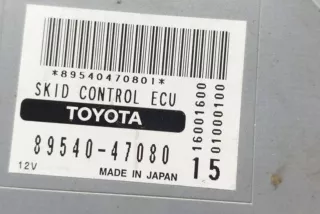 *89540470801*
SKID CONTROL ECU
TOYOTA
89540-47080
12V
MADE IN JAPAN
15
16001600
01000100